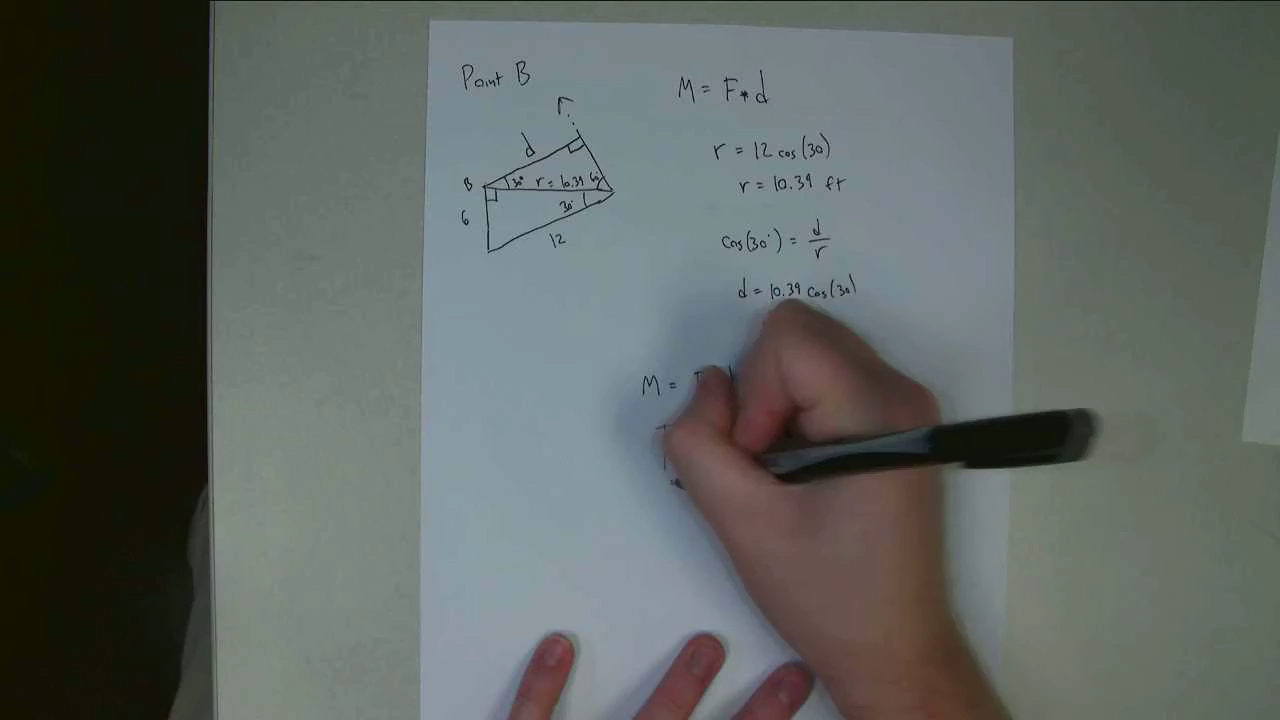 Point B
M = F * d
d
r = 12 cos(30)
B 30° r = 10.39 60°
r = 10.39 ft
6
30°
12
cos(30°) = d/r
d = 10.39 cos(30)
M =